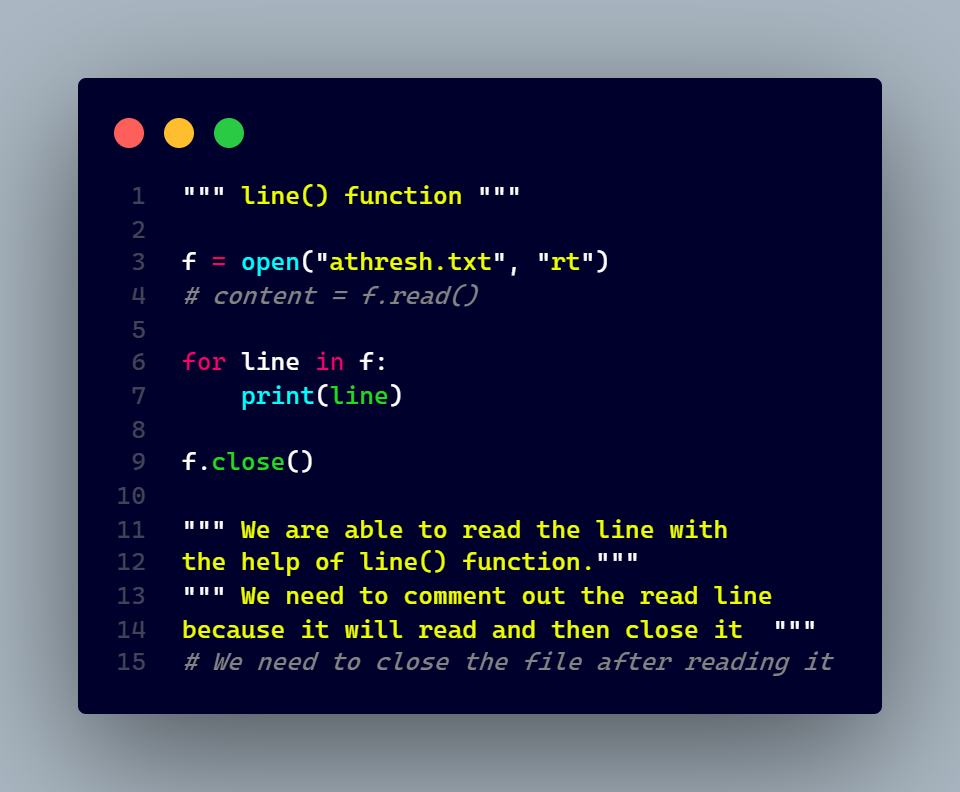 1 """ line() function """
2
3 f = open("athresh.txt", "rt")
4 # content = f.read()
5
6 for line in f:
7     print(line)
8
9 f.close()
10
11 """ We are able to read the line with
12 the help of line() function."""
13 """ We need to comment out the read line
14 because it will read and then close it  """
15 # We need to close the file after reading it